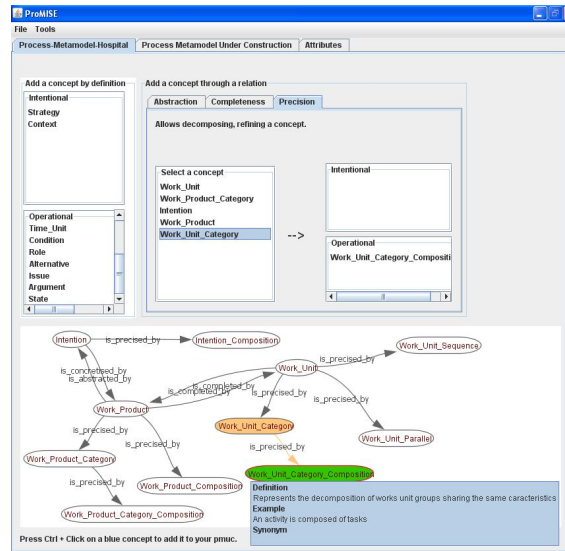 ProMISE
File Tools
Process-Metamodel-Hospital Process Metamodel Under Construction Attributes
Add a concept by definition
Intentional
Strategy
Context
Operational
Time_Unit
Condition
Role
Alternative
Issue
Argument
State
Add a concept through a relation
Abstraction Completeness Precision
Allows decomposing, refining a concept.
Select a concept
Work_Unit
Work_Product_Category
Intention
Work_Product
Work_Unit_Category
-->
Intentional
Operational
Work_Unit_Category_Compositi
Intention is_precised_by Intention_Composition
Work_Unit_Sequence
is_precised_by
Work_Unit
is_concretised_by
is_abstracted_by
is_completed_by
is_completed_by
is_precised_by
is_precised_by
Work_Product
Work_Unit_Category
is_precised_by
is_precised_by
Work_Unit_Parallel
is_precised_by
Work_Product_Category
Work_Unit_Category_Composition
is_precised_by
Work_Product_Composition
Work_Product_Category_Composition
Definition
Represents the decomposition of works unit groups sharing the same caracteristics
Example
An activity is composed of tasks
Synonym
Press Ctrl + Click on a blue concept to add it to your pmuc.